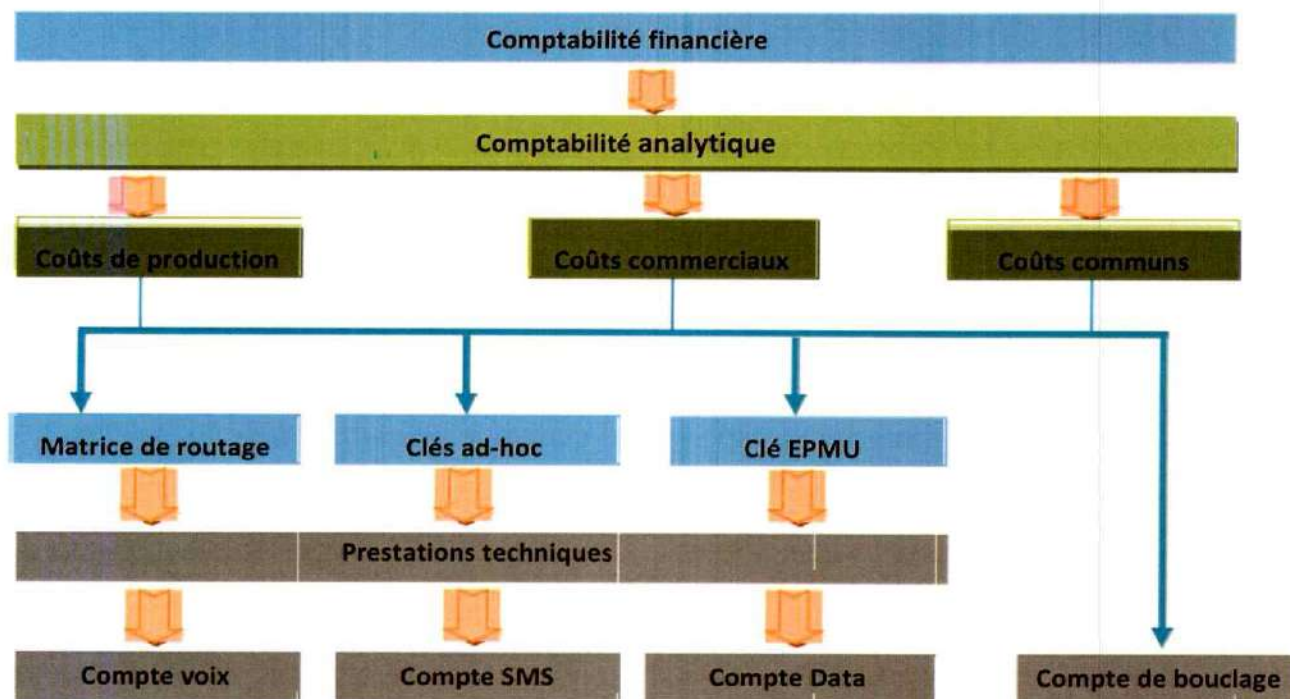 Comptabilité financière
Comptabilité analytique
Coûts de production
Coûts commerciaux
Coûts communs
Matrice de routage
Clés ad-hoc
Clé EPMU
Prestations techniques
Compte voix
Compte SMS
Compte Data
Compte de bouclage